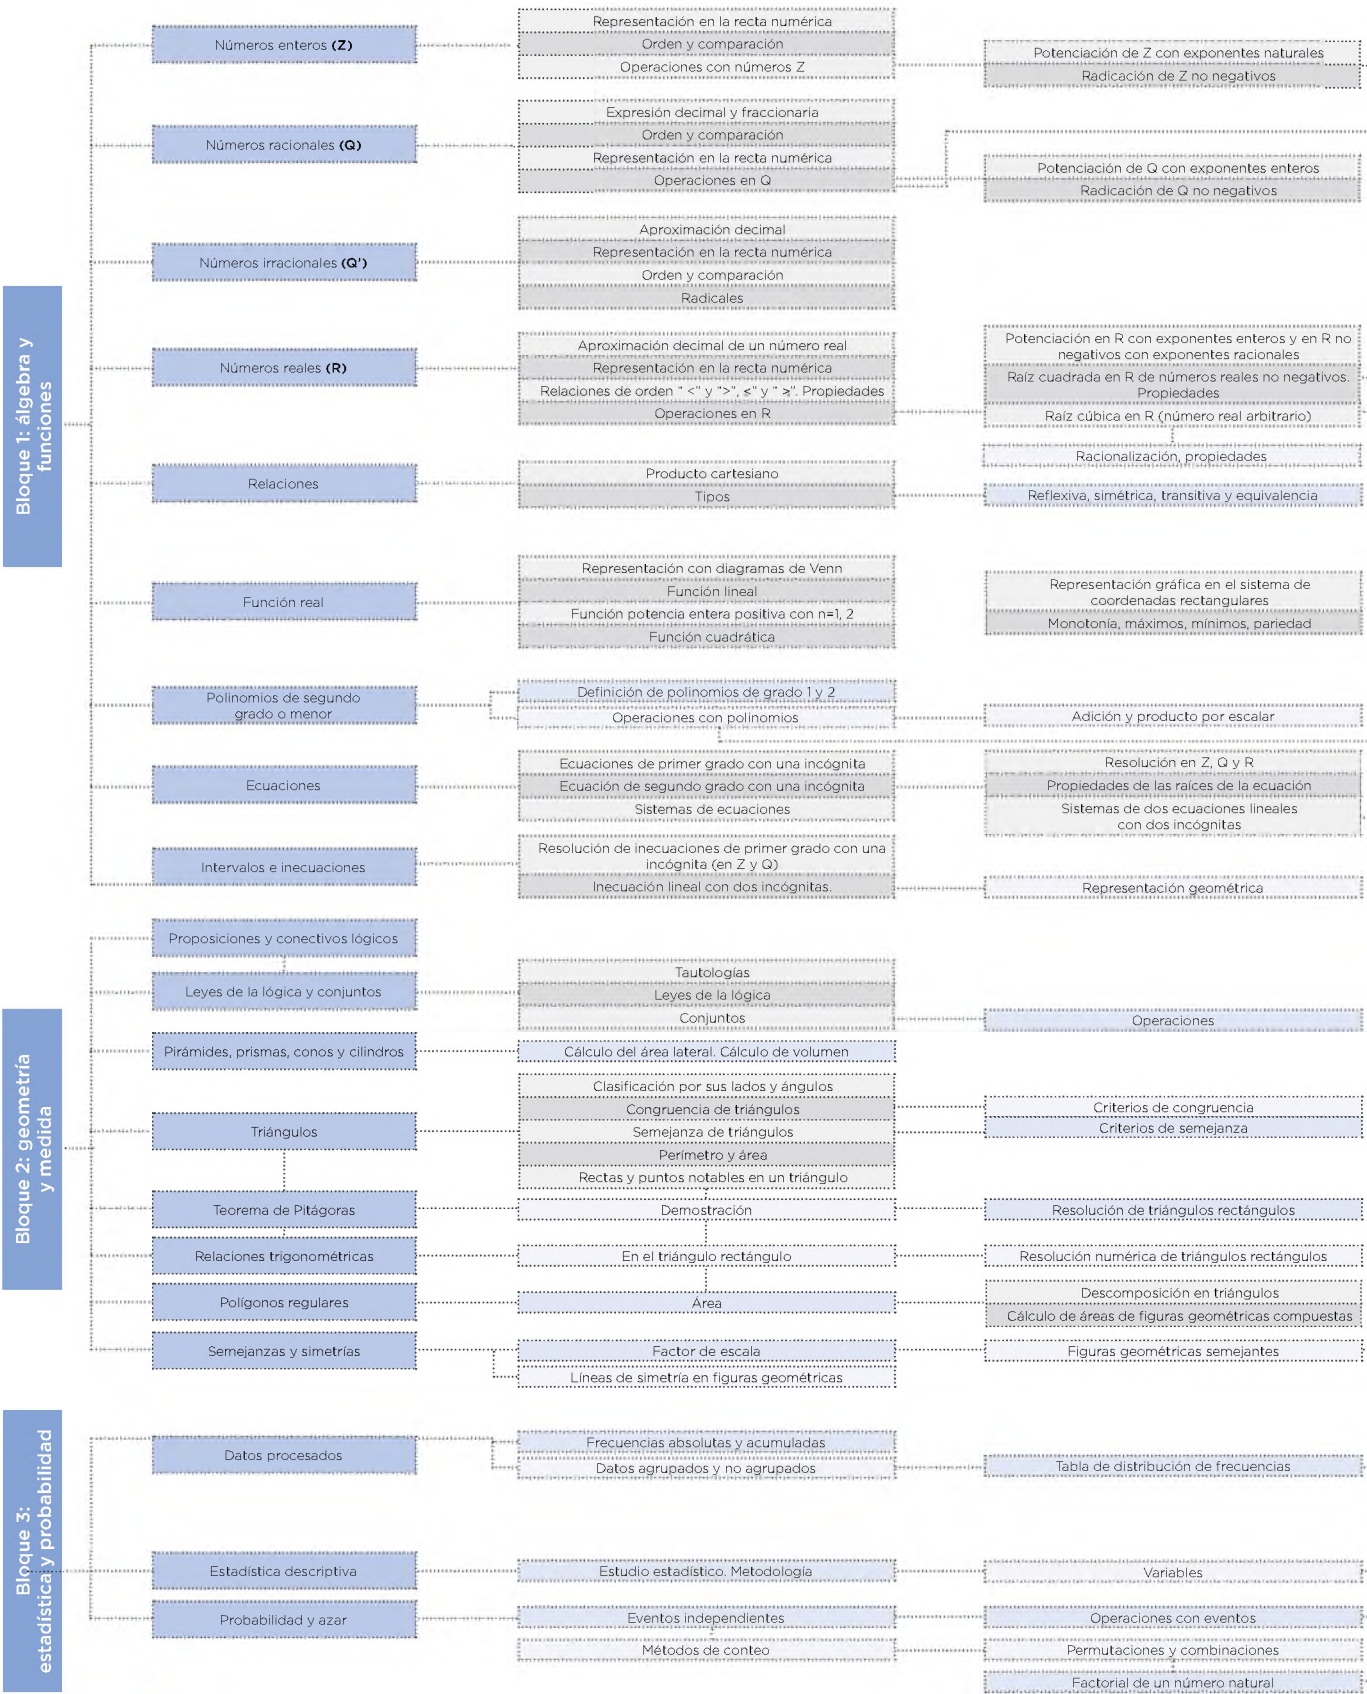 Bloque 1: álgebra y
funciones
Números enteros (Z)
Representación en la recta numérica
Orden y comparación
Operaciones con números Z
Potenciación de Z con exponentes naturales
Radicación de Z no negativos
Números racionales (Q)
Expresión decimal y fraccionaria
Orden y comparación
Representación en la recta numérica
Operaciones en Q
Potenciación de Q con exponentes enteros
Radicación de Q no negativos
Números irracionales (Q')
Aproximación decimal
Representación en la recta numérica
Orden y comparación
Radicales
Números reales (R)
Aproximación decimal de un número real
Representación en la recta numérica
Relaciones de orden " <" y ">", ≤" y " ≥". Propiedades
Operaciones en R
Potenciación en R con exponentes enteros y en R no
negativos con exponentes racionales
Raíz cuadrada en R de números reales no negativos.
Propiedades
Raíz cúbica en R (número real arbitrario)
Racionalización, propiedades
Relaciones
Producto cartesiano
Tipos
Reflexiva, simétrica, transitiva y equivalencia
Función real
Representación con diagramas de Venn
Función lineal
Función potencia entera positiva con n=1, 2
Función cuadrática
Representación gráfica en el sistema de
coordenadas rectangulares
Monotonía, máximos, mínimos, pariedad
Polinomios de segundo
grado o menor
Definición de polinomios de grado 1 y 2
Operaciones con polinomios
Adición y producto por escalar
Ecuaciones
Ecuaciones de primer grado con una incógnita
Ecuación de segundo grado con una incógnita
Sistemas de ecuaciones
Resolución en Z, Q y R
Propiedades de las raíces de la ecuación
Sistemas de dos ecuaciones lineales
con dos incógnitas
Intervalos e inecuaciones
Resolución de inecuaciones de primer grado con una
incógnita (en Z y Q)
Inecuación lineal con dos incógnitas.
Representación geométrica
Bloque 2: geometría
y medida
Proposiciones y conectivos lógicos
Leyes de la lógica y conjuntos
Tautologías
Leyes de la lógica
Conjuntos
Operaciones
Pirámides, prismas, conos y cilindros
Cálculo del área lateral. Cálculo de volumen
Triángulos
Clasificación por sus lados y ángulos
Congruencia de triángulos
Semejanza de triángulos
Perímetro y área
Rectas y puntos notables en un triángulo
Criterios de congruencia
Criterios de semejanza
Teorema de Pitágoras
Demostración
Resolución de triángulos rectángulos
Relaciones trigonométricas
En el triángulo rectángulo
Resolución numérica de triángulos rectángulos
Polígonos regulares
Área
Descomposición en triángulos
Cálculo de áreas de figuras geométricas compuestas
Semejanzas y simetrías
Factor de escala
Líneas de simetría en figuras geométricas
Figuras geométricas semejantes
Bloque 3:
estadística y probabilidad
Datos procesados
Frecuencias absolutas y acumuladas
Datos agrupados y no agrupados
Tabla de distribución de frecuencias
Estadística descriptiva
Estudio estadístico. Metodología
Variables
Probabilidad y azar
Eventos independientes
Operaciones con eventos
Métodos de conteo
Permutaciones y combinaciones
Factorial de un número natural